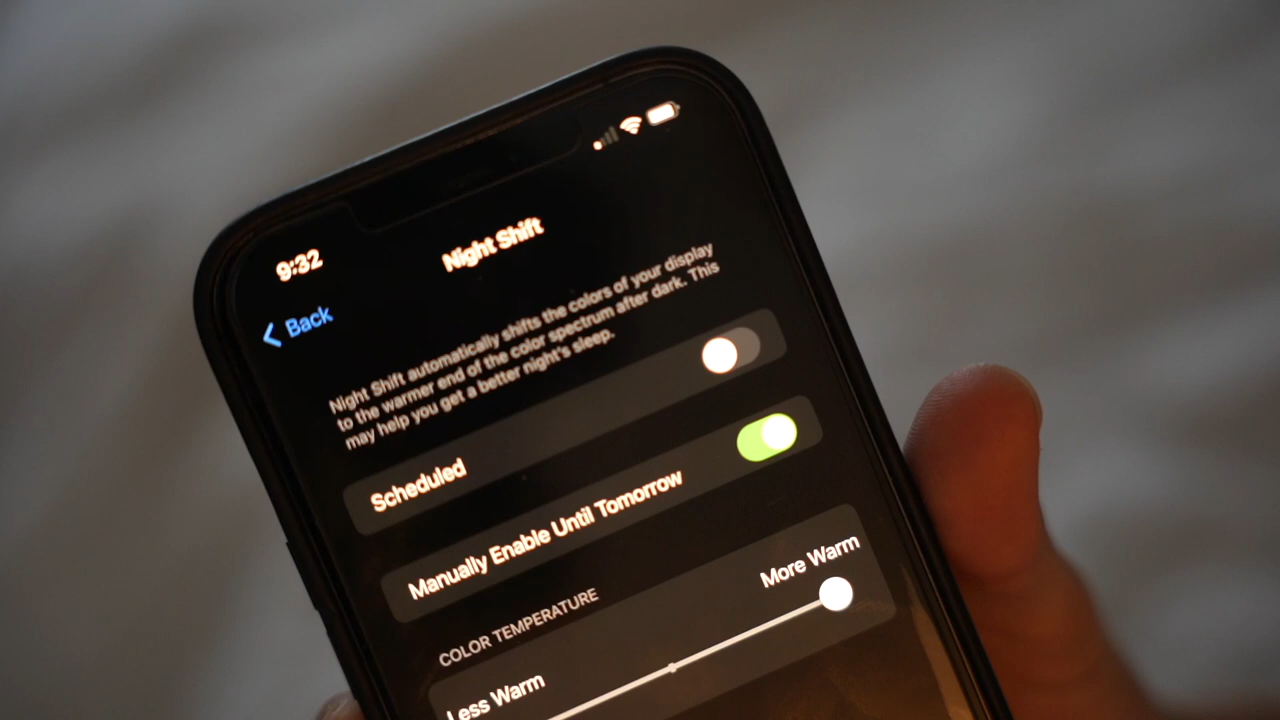 9:32
Back
Night Shift
Night Shift automatically shifts the colors of your display
to the warmer end of the color spectrum after dark. This
may help you get a better night's sleep.
Scheduled
Manually Enable Until Tomorrow
COLOR TEMPERATURE
Less Warm
More Warm